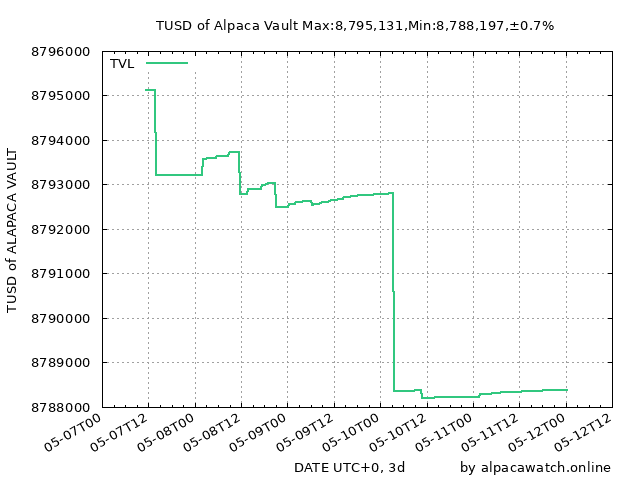 TUSD of Alpaca Vault Max:8,795,131,Min:8,788,197,±0.7%
TVL
8796000
8795000
8794000
8793000
8792000
8791000
8790000
8789000
8788000
TUSD of ALAPACA VAULT
05-07T00
05-07T12
05-08T00
05-08T12
05-09T00
05-09T12
05-10T00
05-10T12
05-11T00
05-11T12
05-12T00
05-12T12
DATE UTC+0, 3d
by alpacawatch.online